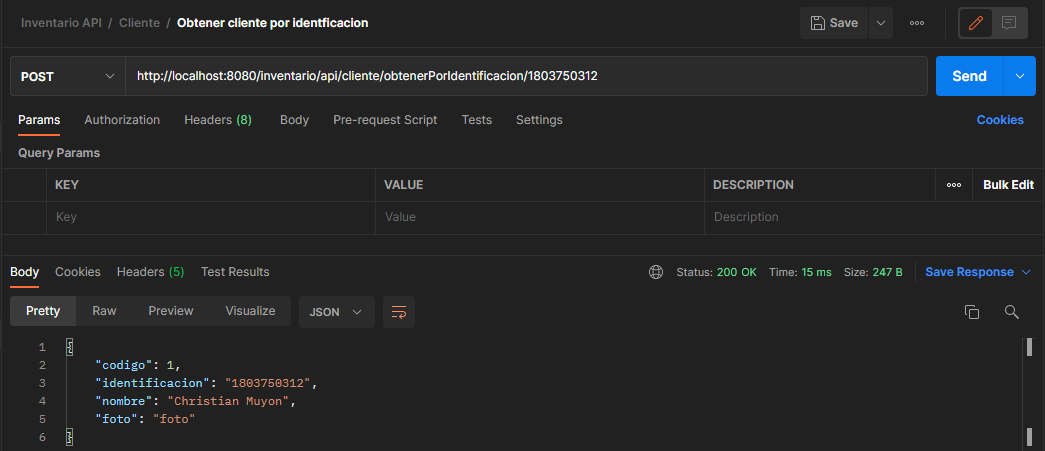 Inventario API / Cliente / Obtener cliente por identficacion
Save
POST http://localhost:8080/inventario/api/cliente/obtenerPorIdentificacion/1803750312 Send
Params Authorization Headers (8) Body Pre-request Script Tests Settings Cookies
Query Params
KEY VALUE DESCRIPTION Bulk Edit
Key Value Description
Body Cookies Headers (5) Test Results Status: 200 OK Time: 15 ms Size: 247 B Save Response
Pretty Raw Preview Visualize JSON
1 {
2 "codigo": 1,
3 "identificacion": "1803750312",
4 "nombre": "Christian Muyon",
5 "foto": "foto"
6 }